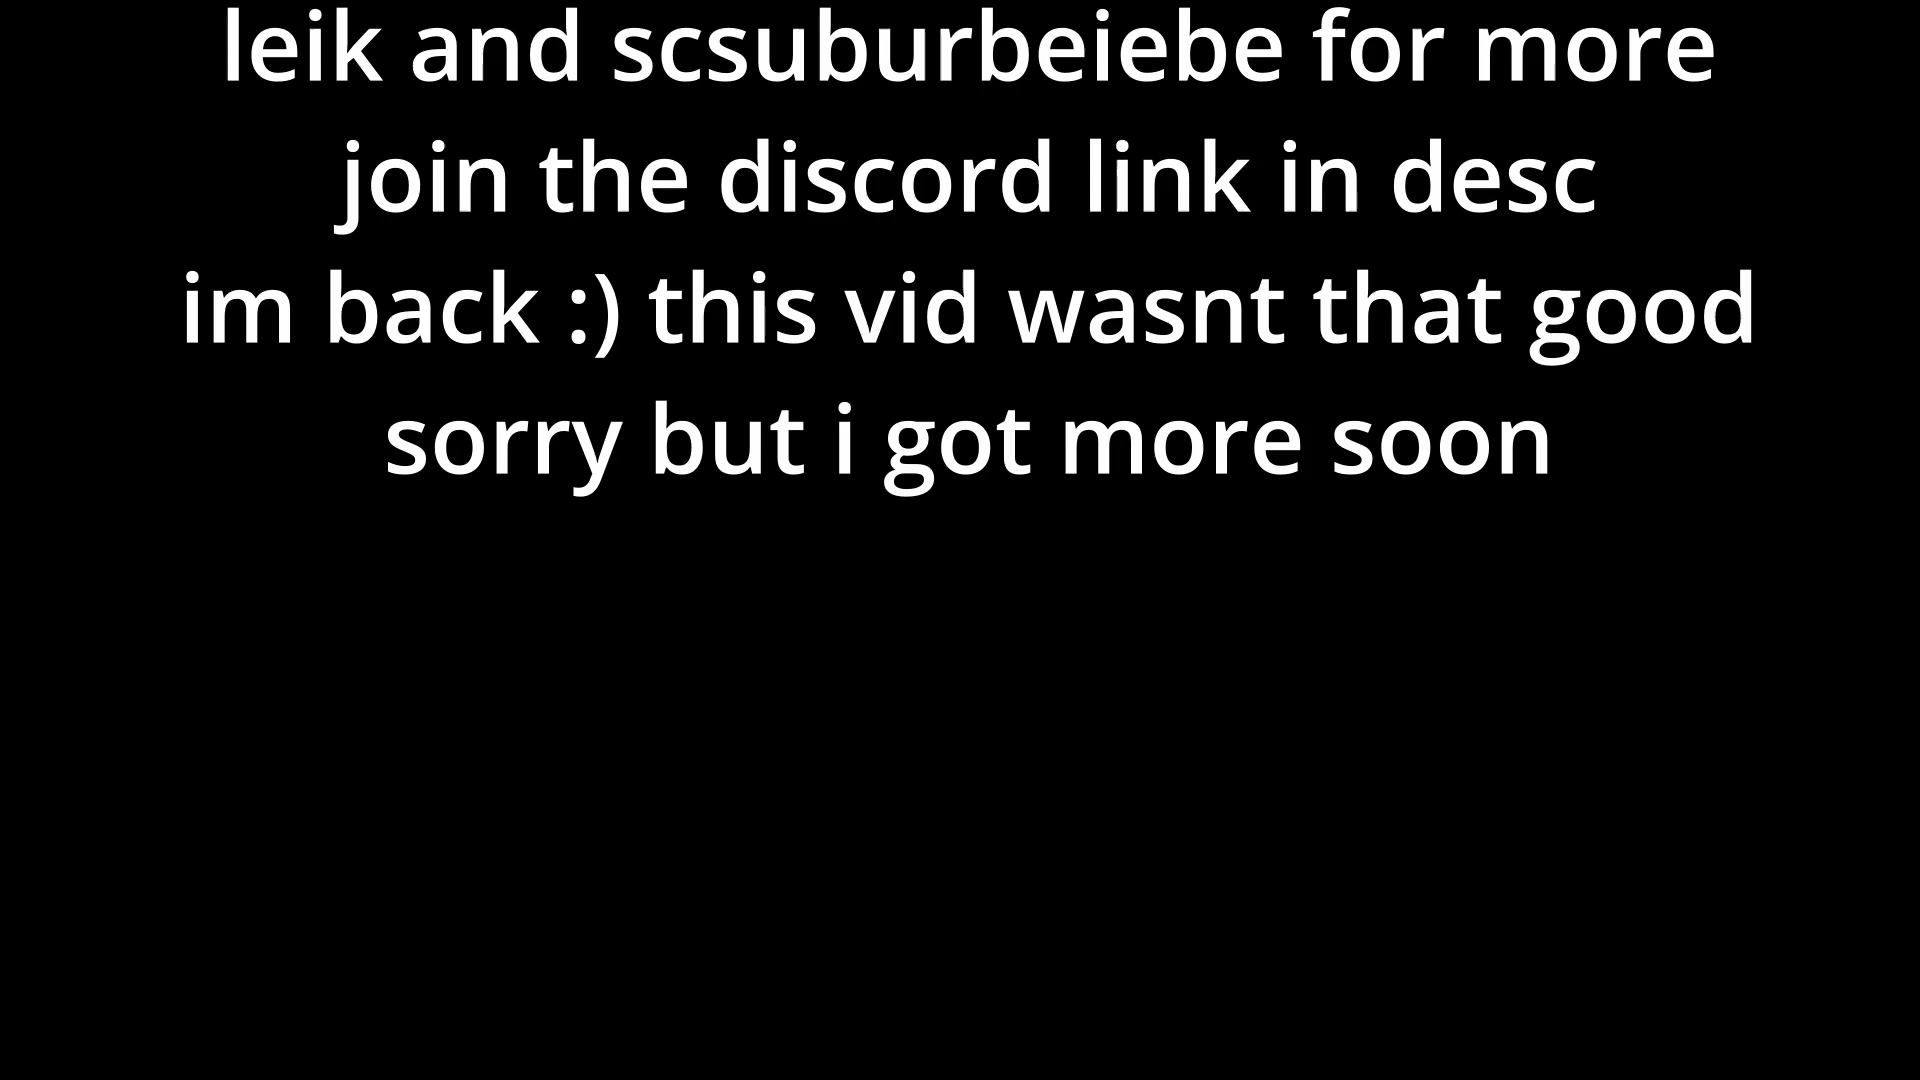 leik and scsuburbeiebe for more
join the discord link in desc
im back :) this vid wasnt that good
sorry but i got more soon